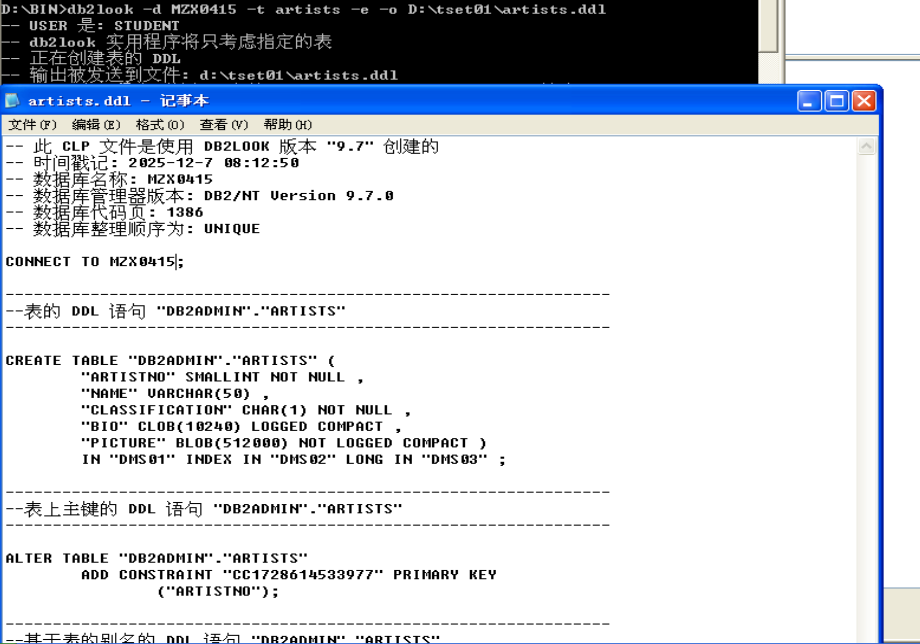 D:\BIN>db2look -d MZX0415 -t artists -e -o D:\tset01\artists.ddl
-- USER 是: STUDENT
-- db2look 实用程序将只考虑指定的表
-- 正在创建表的 DDL
-- 输出被发送到文件: d:\tset01\artists.ddl
artists.ddl - 记事本
文件(F) 编辑(E) 格式(O) 查看(V) 帮助(H)
-- 此 CLP 文件是使用 DB2LOOK 版本 "9.7" 创建的
-- 时间戳记: 2025-12-7 08:12:50
-- 数据库名称: MZX0415
-- 数据库管理器版本: DB2/NT Version 9.7.0
-- 数据库代码页: 1386
-- 数据库整理顺序为: UNIQUE
CONNECT TO MZX0415;
------------------------------------------------
--表的 DDL 语句 "DB2ADMIN"."ARTISTS"
------------------------------------------------
CREATE TABLE "DB2ADMIN"."ARTISTS" (
"ARTISTNO" SMALLINT NOT NULL ,
"NAME" VARCHAR(50) ,
"CLASSIFICATION" CHAR(1) NOT NULL ,
"BIO" CLOB(10240) LOGGED COMPACT ,
"PICTURE" BLOB(512000) NOT LOGGED COMPACT )
IN "DMS01" INDEX IN "DMS02" LONG IN "DMS03" ;
------------------------------------------------
--表上主键的 DDL 语句 "DB2ADMIN"."ARTISTS"
------------------------------------------------
ALTER TABLE "DB2ADMIN"."ARTISTS"
ADD CONSTRAINT "CC1728614533977" PRIMARY KEY
("ARTISTNO");
------------------------------------------------
--基于表的别名的 DDL 语句 "DB2ADMIN"."ARTISTS"